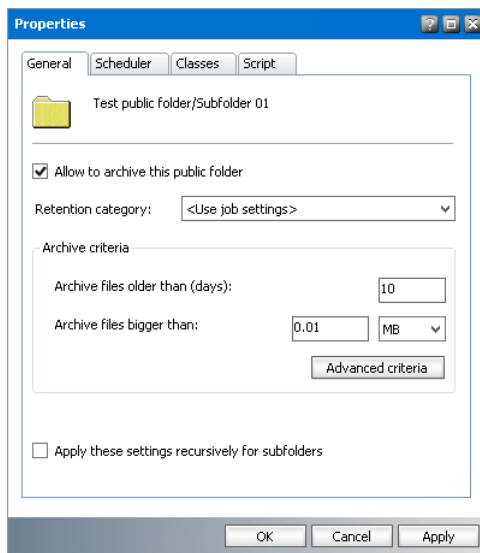 Properties
General Scheduler Classes Script
Test public folder/Subfolder 01
Allow to archive this public folder
Retention category: <Use job settings>
Archive criteria
Archive files older than (days): 10
Archive files bigger than: 0.01 MB
Advanced criteria
Apply these settings recursively for subfolders
OK Cancel Apply